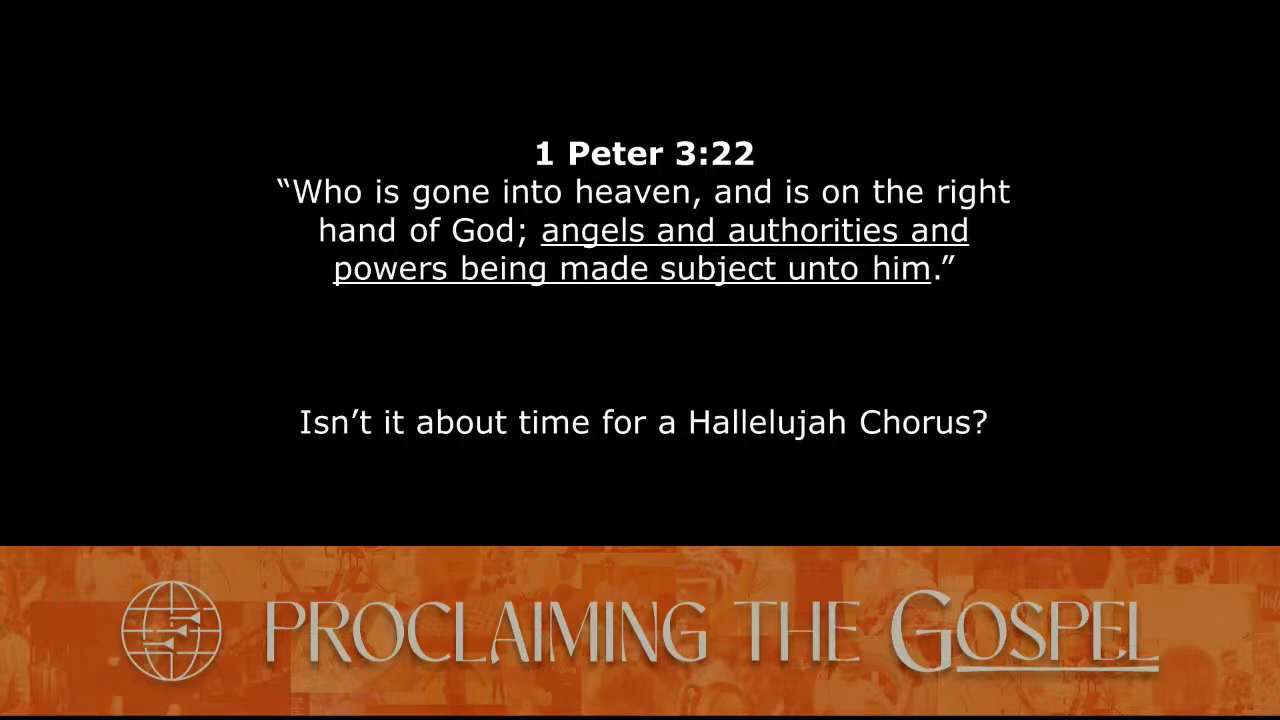 1 Peter 3:22
“Who is gone into heaven, and is on the right
hand of God; angels and authorities and
powers being made subject unto him.”
Isn’t it about time for a Hallelujah Chorus?
PROCLAIMING THE GOSPEL